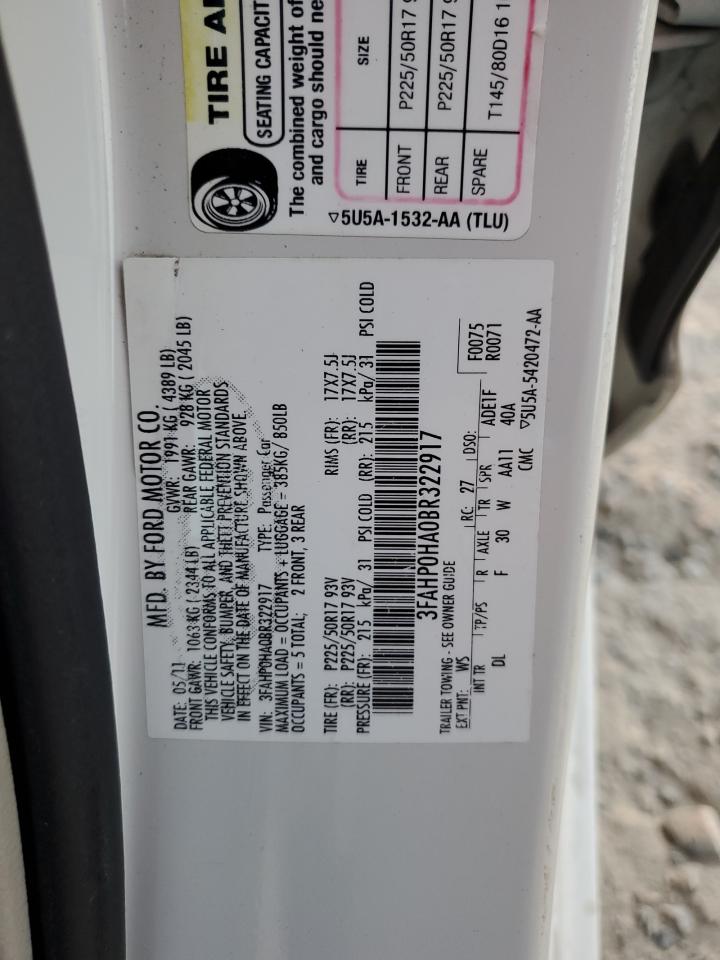 TIRE
SEATING CAPACITY
The combined weight of
and cargo should
TIRE SIZE
FRONT P225/50R17
REAR P225/50R17
SPARE T145/80D16
▽5U5A-1532-AA (TLU)
MFD. BY FORD MOTOR CO.
DATE: 05/11 GVWR: 1991 KG ( 4389 LB)
FRONT GAWR: 1063 KG ( 2344 LB) REAR GAWR: 928 KG ( 2045 LB)
THIS VEHICLE CONFORMS TO ALL APPLICABLE FEDERAL MOTOR
VEHICLE SAFETY, BUMPER, AND THEFT PREVENTION STANDARDS
IN EFFECT ON THE DATE OF MANUFACTURE SHOWN ABOVE.
VIN: 3FAHP0HA0BR322917 TYPE: Passenger Car
MAXIMUM LOAD = OCCUPANTS + LUGGAGE = 385KG/ 850LB
OCCUPANTS = 5 TOTAL; 2 FRONT, 3 REAR
TIRE (FR): P225/50R17 93V RIMS (FR): 17X7.5J
(RR): P225/50R17 93V (RR): 17X7.5J
PRESSURE (FR): 215 kPa/ 31 PSI COLD (RR): 215 kPa/ 31 PSI COLD
3FAHP0HA0BR322917
F0075
R0071
TRAILER TOWING - SEE OWNER GUIDE
EXT PNT: WS RC: 27 DSO:
INT TR TP/PS R AXLE TR SPR ADE1F
DL F 30 W AA11 40A
CMC ▽5U5A-5420472-AA